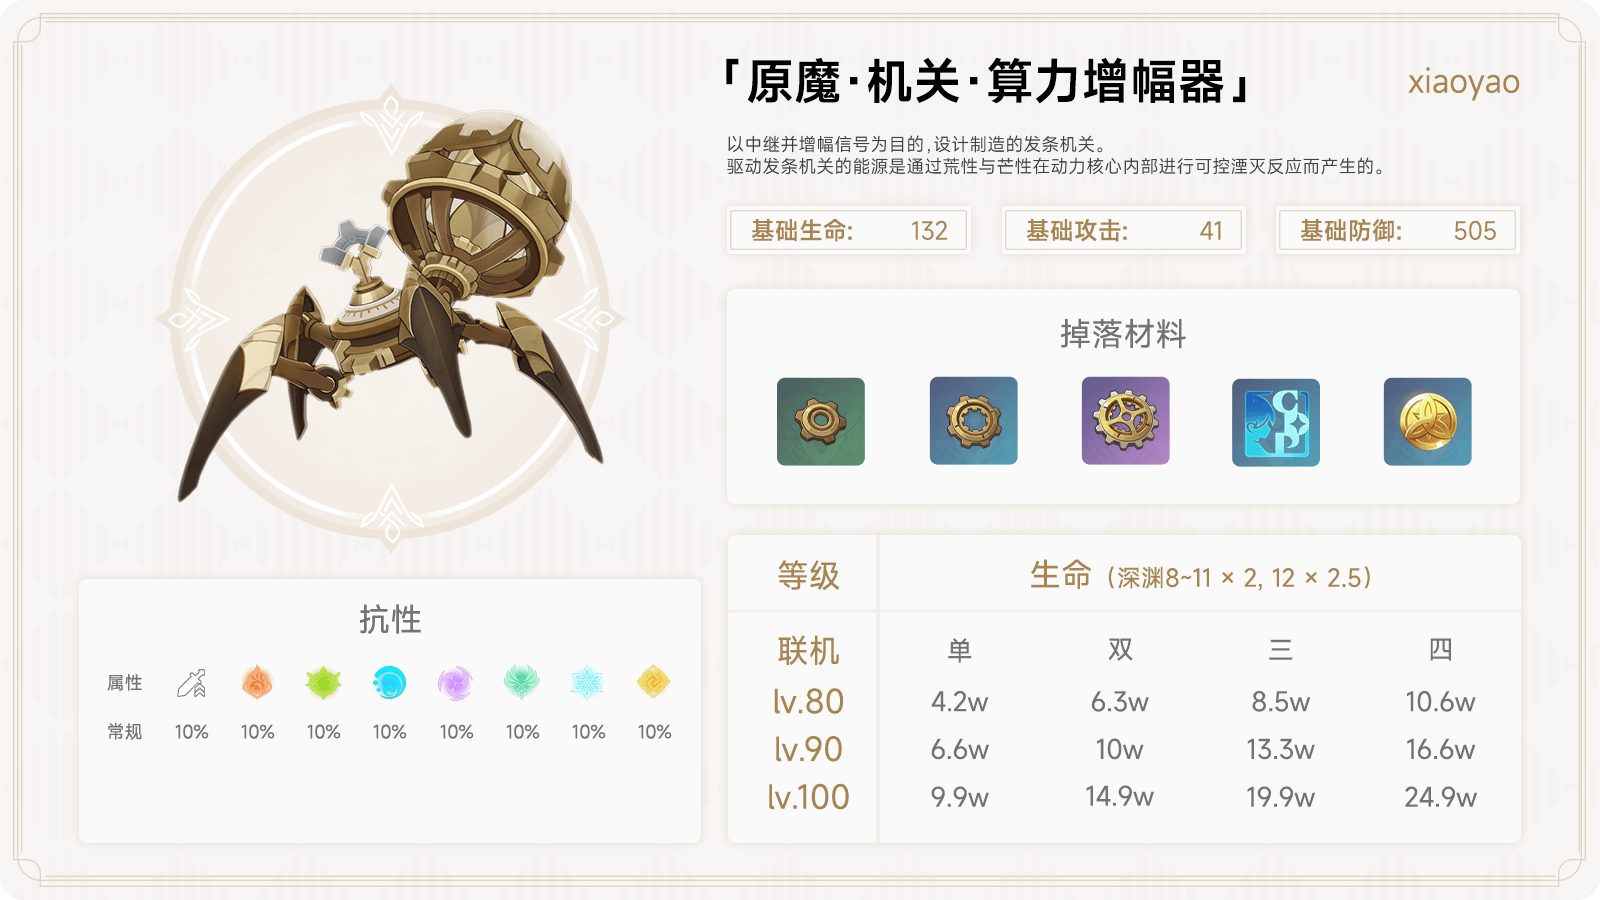 「原魔·机关·算力增幅器」
xiaoyao
以中继并增幅信号为目的,设计制造的发条机关。
驱动发条机关的能源是通过荒性与芒性在动力核心内部进行可控湮灭反应而产生的。
基础生命: 132
基础攻击: 41
基础防御: 505
掉落材料
抗性
属性
常规 10% 10% 10% 10% 10% 10% 10% 10%
等级 生命 (深渊8~11 × 2, 12 × 2.5)
联机 单 双 三 四
lv.80 4.2w 6.3w 8.5w 10.6w
lv.90 6.6w 10w 13.3w 16.6w
lv.100 9.9w 14.9w 19.9w 24.9w